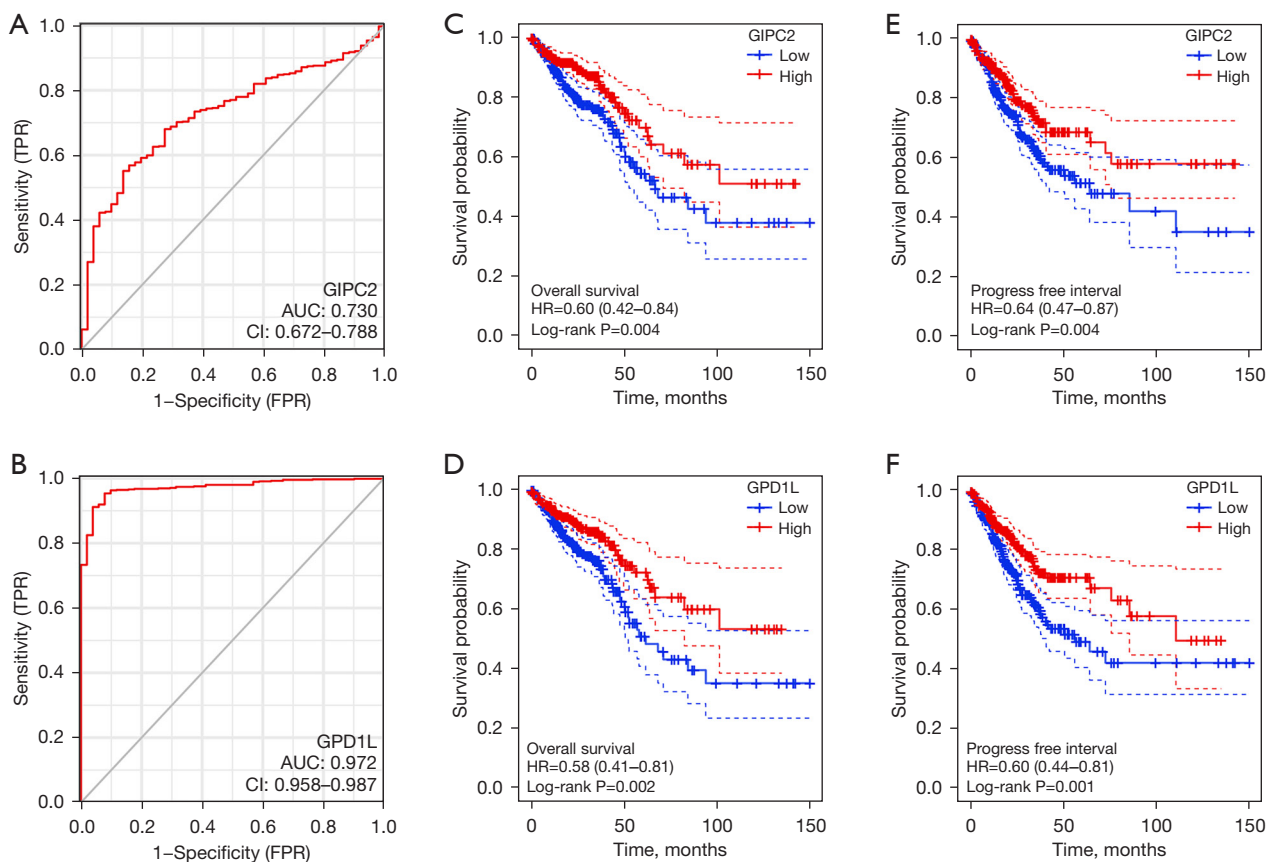 A
1.0
0.8
0.6
0.4
0.2
0.0
Sensitivity (TPR)
GIPC2
AUC: 0.730
CI: 0.672–0.788
0.0 0.2 0.4 0.6 0.8 1.0
1–Specificity (FPR)
C
1.0
0.8
0.6
0.4
0.2
0.0
Survival probability
GIPC2
Low
High
Overall survival
HR=0.60 (0.42–0.84)
Log-rank P=0.004
0 50 100 150
Time, months
E
1.0
0.8
0.6
0.4
0.2
0.0
Survival probability
GIPC2
Low
High
Progress free interval
HR=0.64 (0.47–0.87)
Log-rank P=0.004
0 50 100 150
Time, months
B
1.0
0.8
0.6
0.4
0.2
0.0
Sensitivity (TPR)
GPD1L
AUC: 0.972
CI: 0.958–0.987
0.0 0.2 0.4 0.6 0.8 1.0
1–Specificity (FPR)
D
1.0
0.8
0.6
0.4
0.2
0.0
Survival probability
GPD1L
Low
High
Overall survival
HR=0.58 (0.41–0.81)
Log-rank P=0.002
0 50 100 150
Time, months
F
1.0
0.8
0.6
0.4
0.2
0.0
Survival probability
GPD1L
Low
High
Progress free interval
HR=0.60 (0.44–0.81)
Log-rank P=0.001
0 50 100 150
Time, months